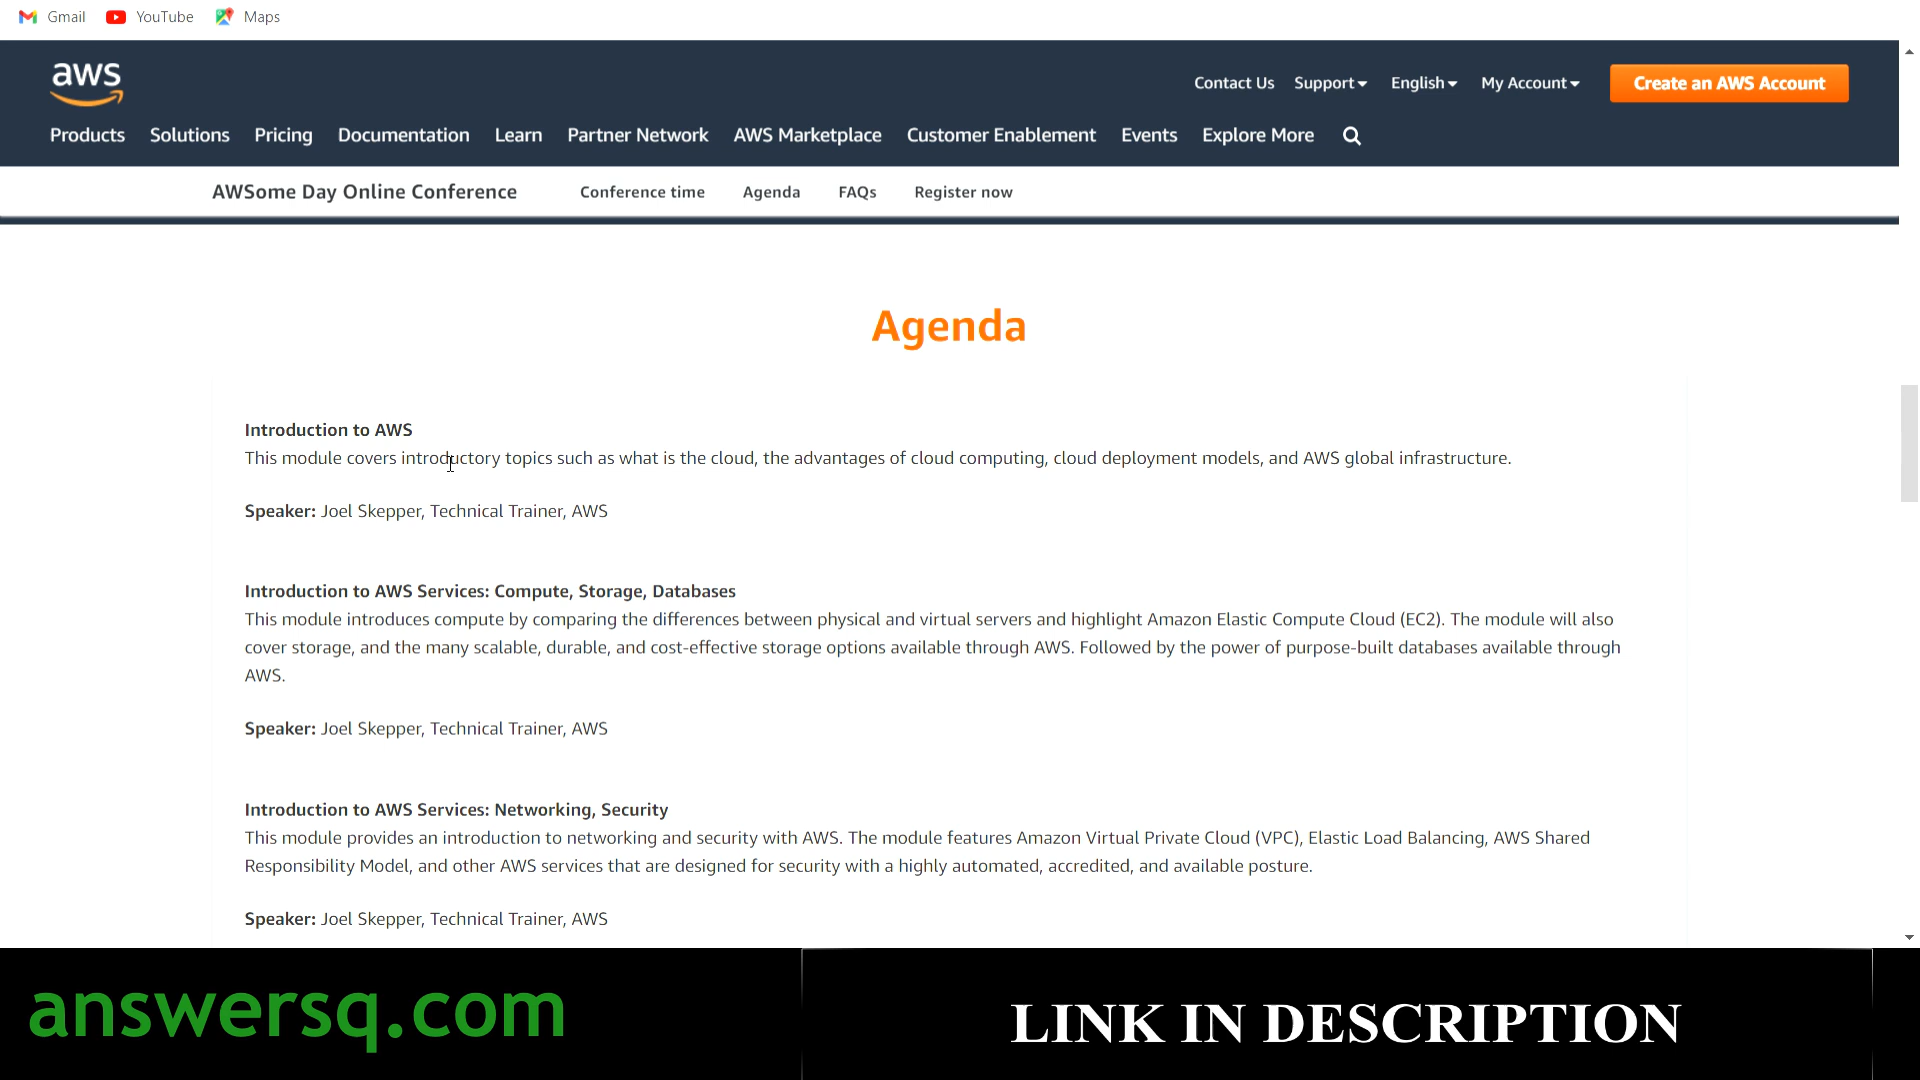 Gmail YouTube Maps
aws
Contact Us Support English My Account Create an AWS Account
Products Solutions Pricing Documentation Learn Partner Network AWS Marketplace Customer Enablement Events Explore More
AWSome Day Online Conference Conference time Agenda FAQs Register now
Agenda
Introduction to AWS
This module covers introductory topics such as what is the cloud, the advantages of cloud computing, cloud deployment models, and AWS global infrastructure.
Speaker: Joel Skepper, Technical Trainer, AWS
Introduction to AWS Services: Compute, Storage, Databases
This module introduces compute by comparing the differences between physical and virtual servers and highlight Amazon Elastic Compute Cloud (EC2). The module will also
cover storage, and the many scalable, durable, and cost-effective storage options available through AWS. Followed by the power of purpose-built databases available through
AWS.
Speaker: Joel Skepper, Technical Trainer, AWS
Introduction to AWS Services: Networking, Security
This module provides an introduction to networking and security with AWS. The module features Amazon Virtual Private Cloud (VPC), Elastic Load Balancing, AWS Shared
Responsibility Model, and other AWS services that are designed for security with a highly automated, accredited, and available posture.
Speaker: Joel Skepper, Technical Trainer, AWS
answersq.com
LINK IN DESCRIPTION